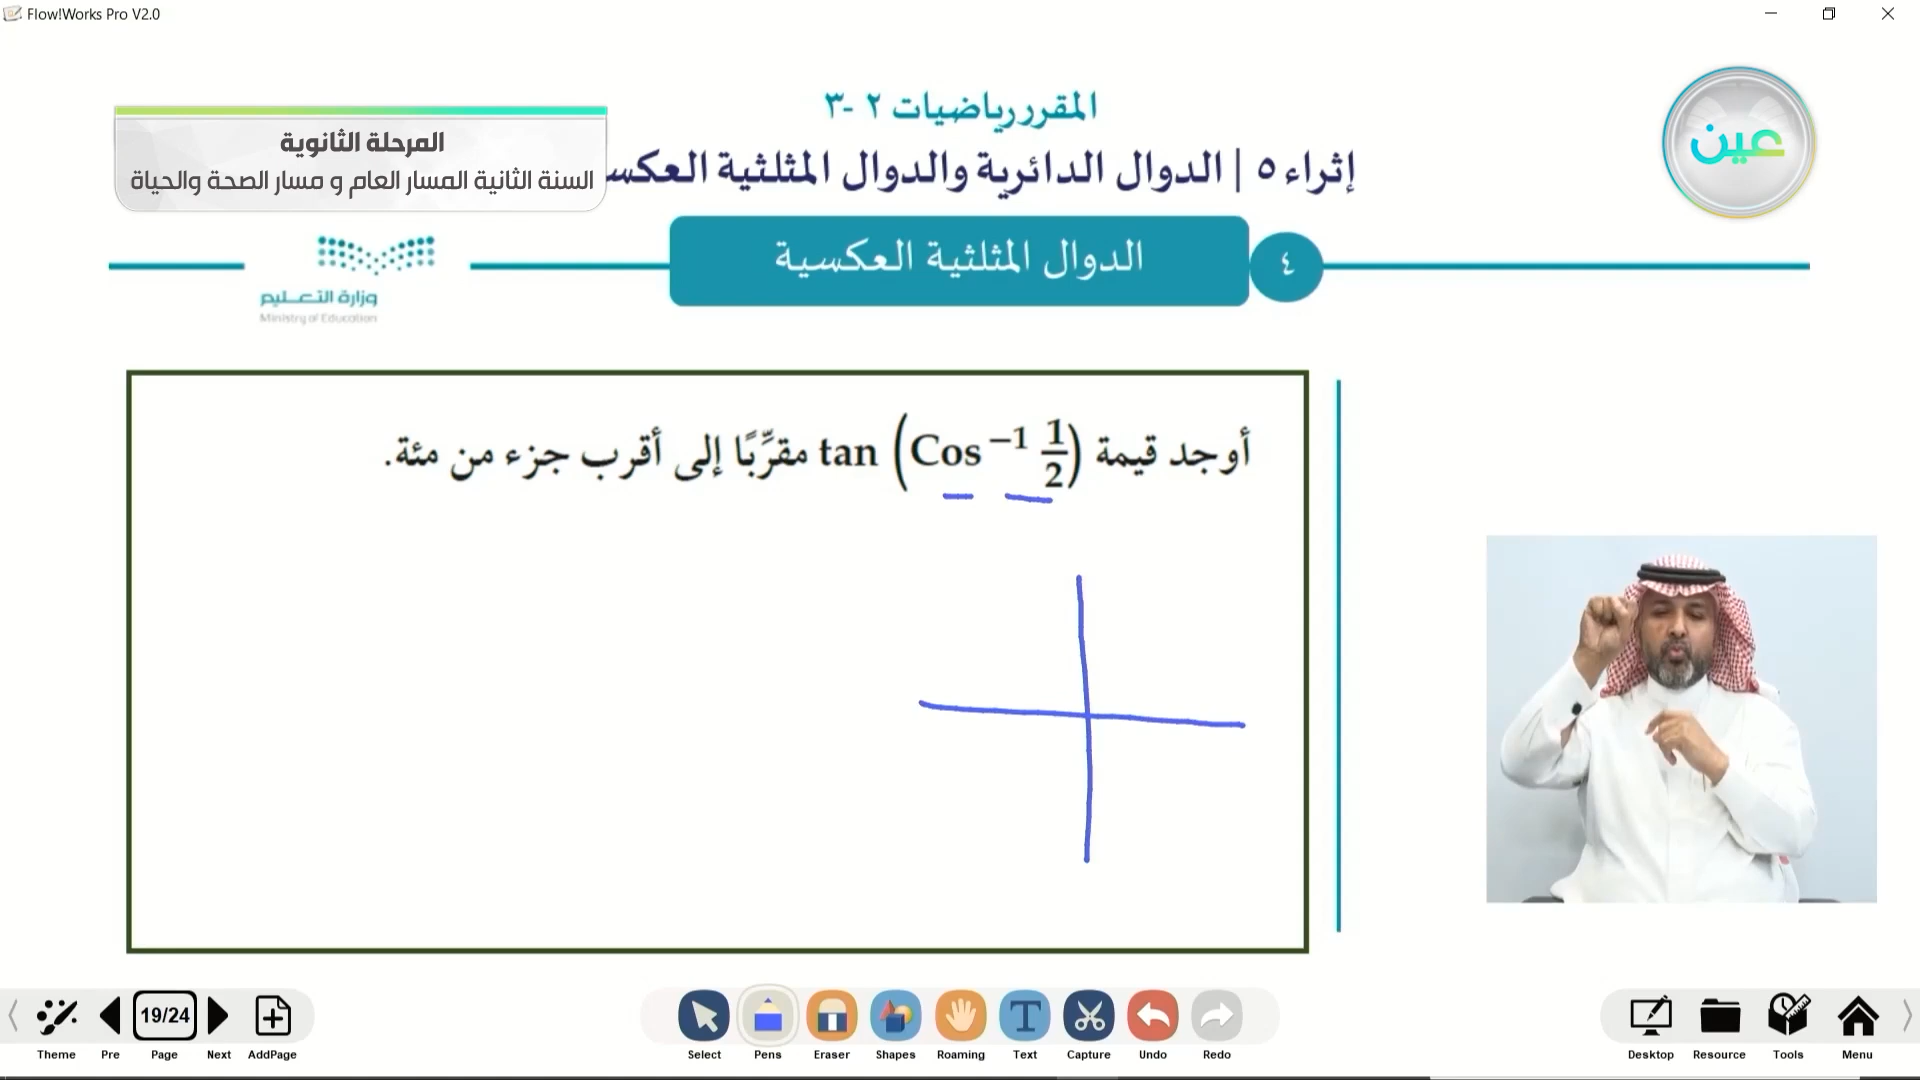 Flow!Works Pro V2.0
المقرر رياضيات ٢ -٣
إثراء ٥ | الدوال الدائرية والدوال المثلثية العكس
المرحلة الثانوية
السنة الثانية المسار العام و مسار الصحة والحياة
عين
٤
الدوال المثلثية العكسية
وزارة التعليم
Ministry of Education
أوجد قيمة tan (Cos⁻¹ 1/2) مقرِّبًا إلى أقرب جزء من مئة.
19/24
Theme Pre Page Next AddPage
Select Pens Eraser Shapes Roaming Text Capture Undo Redo
Desktop Resource Tools Menu